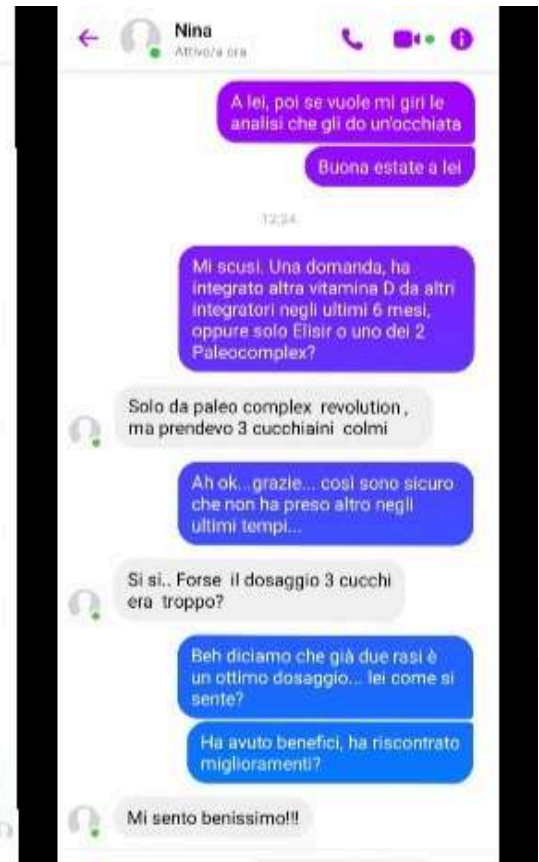 Nina
Attivo/a ora
A lei, poi se vuole mi giri le
analisi che gli do un'occhiata
Buona estate a lei
12:24
Mi scusi. Una domanda, ha
integrato altra vitamina D da altri
integratori negli ultimi 6 mesi,
oppure solo Elisir o uno dei 2
Paleocomplex?
Solo da paleo complex revolution ,
ma prendevo 3 cucchiaini colmi
Ah ok...grazie... così sono sicuro
che non ha preso altro negli
ultimi tempi...
Si si.. Forse il dosaggio 3 cucchi
era troppo?
Beh diciamo che già due rasi è
un ottimo dosaggio... lei come si
sente?
Ha avuto benefici, ha riscontrato
miglioramenti?
Mi sento benissimo!!!